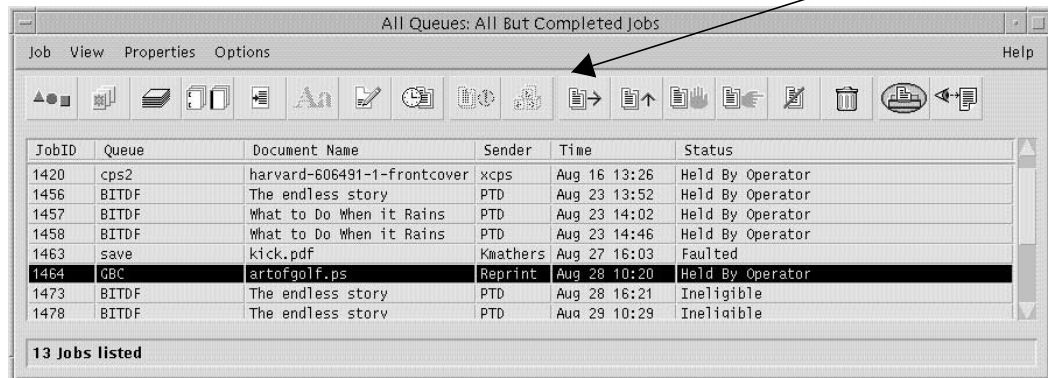 All Queues: All But Completed Jobs
Job View Properties Options Help
Aa
JobID Queue Document Name Sender Time Status
1420 cps2 harvard-606491-1-frontcover xcps Aug 16 13:26 Held By Operator
1456 BITDF The endless story PTD Aug 23 13:52 Held By Operator
1457 BITDF What to Do When it Rains PTD Aug 23 14:02 Held By Operator
1458 BITDF What to Do When it Rains PTD Aug 23 14:46 Held By Operator
1463 save kick.pdf Kmathers Aug 27 16:03 Faulted
1464 GBC artofgolf.ps Reprint Aug 28 10:20 Held By Operator
1473 BITDF The endless story PTD Aug 28 16:21 Ineligible
1478 BITDF The endless story PTD Aug 29 10:29 Ineligible
13 Jobs listed